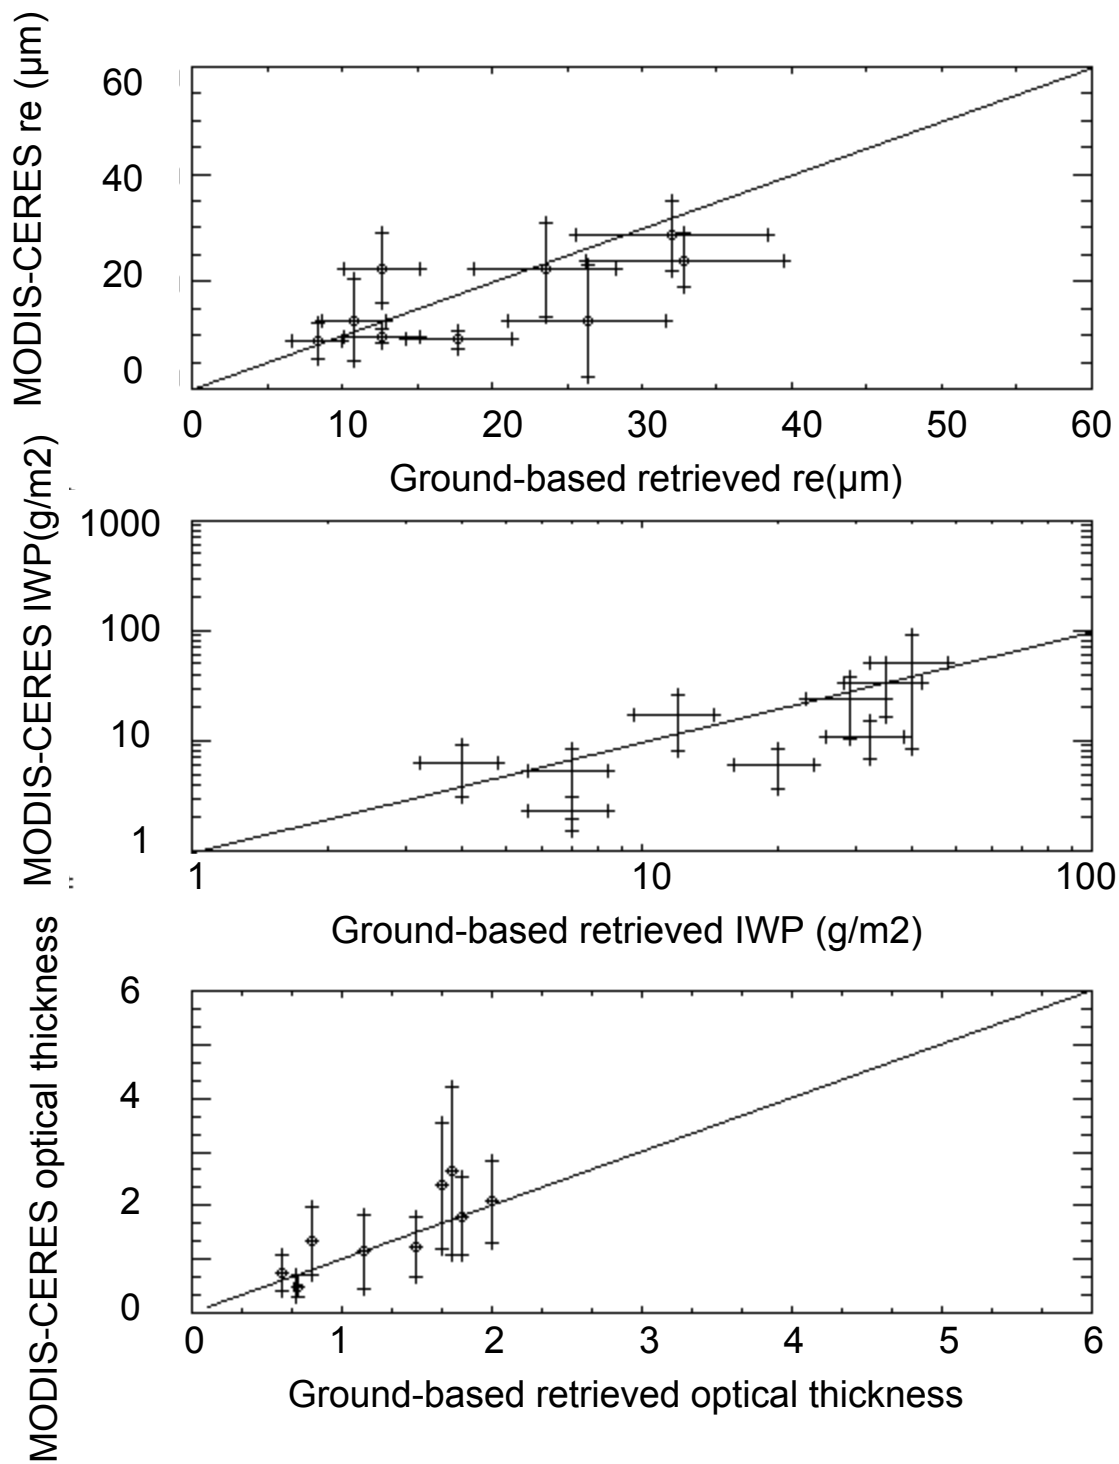 MODIS-CERES re (µm)
60
40
20
0
0 10 20 30 40 50 60
Ground-based retrieved re(µm)
MODIS-CERES IWP(g/m2)
1000
100
10
1
1 10 100
Ground-based retrieved IWP (g/m2)
MODIS-CERES optical thickness
6
4
2
0
0 1 2 3 4 5 6
Ground-based retrieved optical thickness